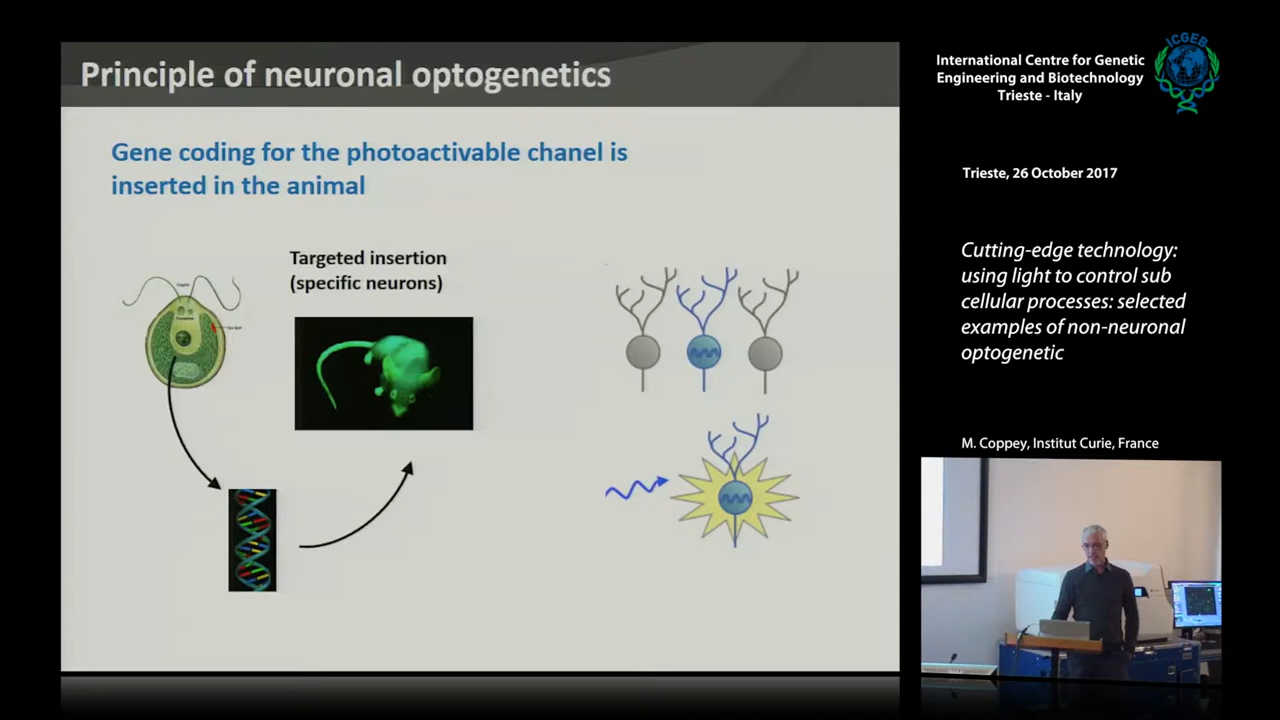 Principle of neuronal optogenetics
Gene coding for the photoactivable chanel is
inserted in the animal
Targeted insertion
(specific neurons)
ICGEB
International Centre for Genetic
Engineering and Biotechnology
Trieste - Italy
Trieste, 26 October 2017
Cutting-edge technology:
using light to control sub
cellular processes: selected
examples of non-neuronal
optogenetic
M. Coppey, Institut Curie, France